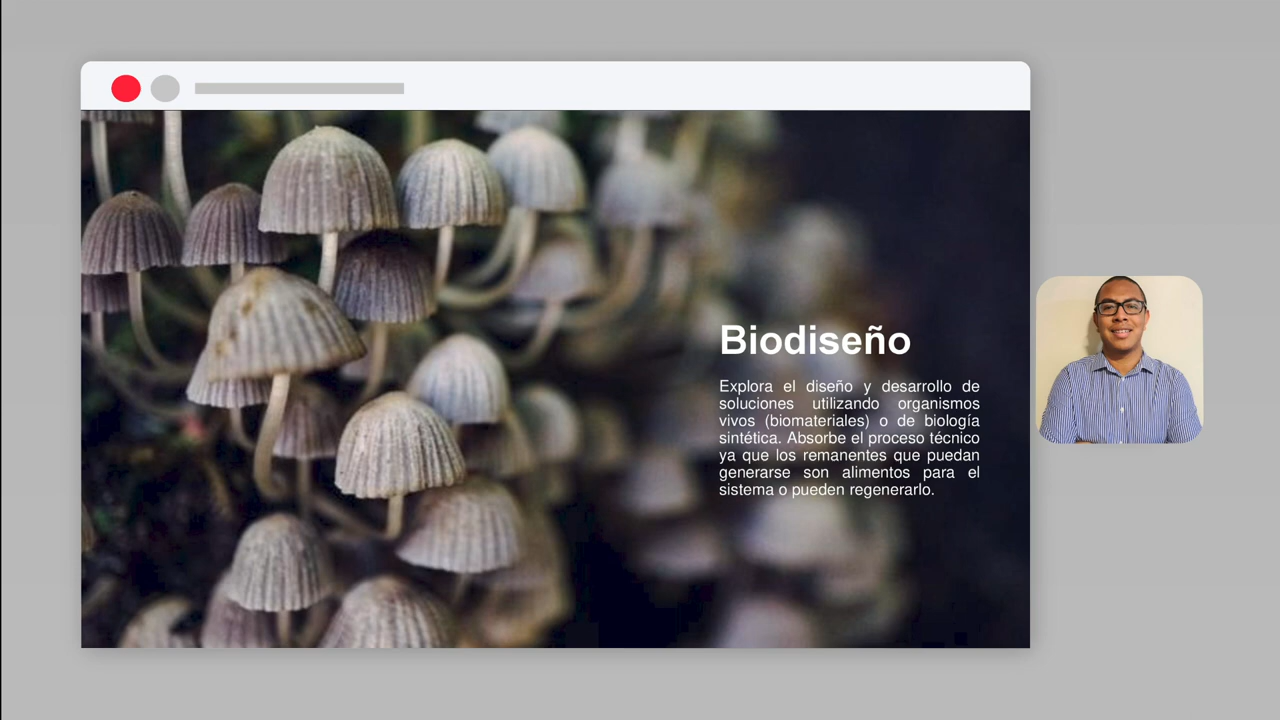 Biodiseño
Explora el diseño y desarrollo de
soluciones utilizando organismos
vivos (biomateriales) o de biología
sintética. Absorbe el proceso técnico
ya que los remanentes que puedan
generarse son alimentos para el
sistema o pueden regenerarlo.